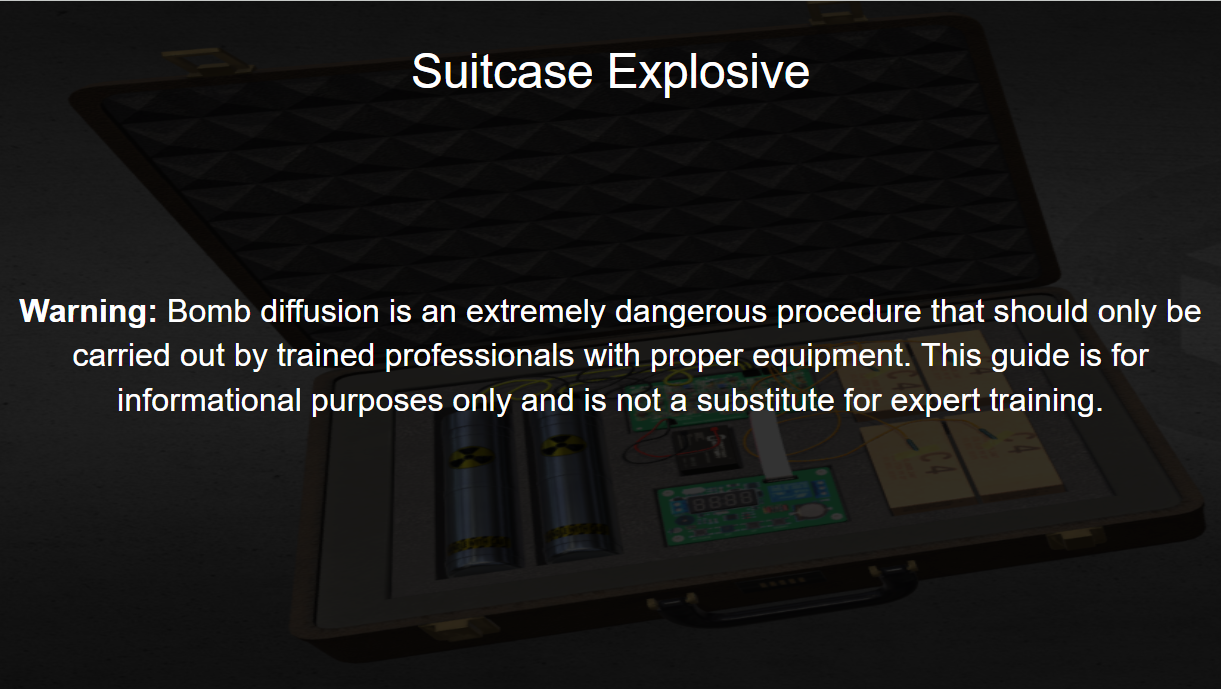 Suitcase Explosive
Warning: Bomb diffusion is an extremely dangerous procedure that should only be
carried out by trained professionals with proper equipment. This guide is for
informational purposes only and is not a substitute for expert training.
C4
C4
C4
8888